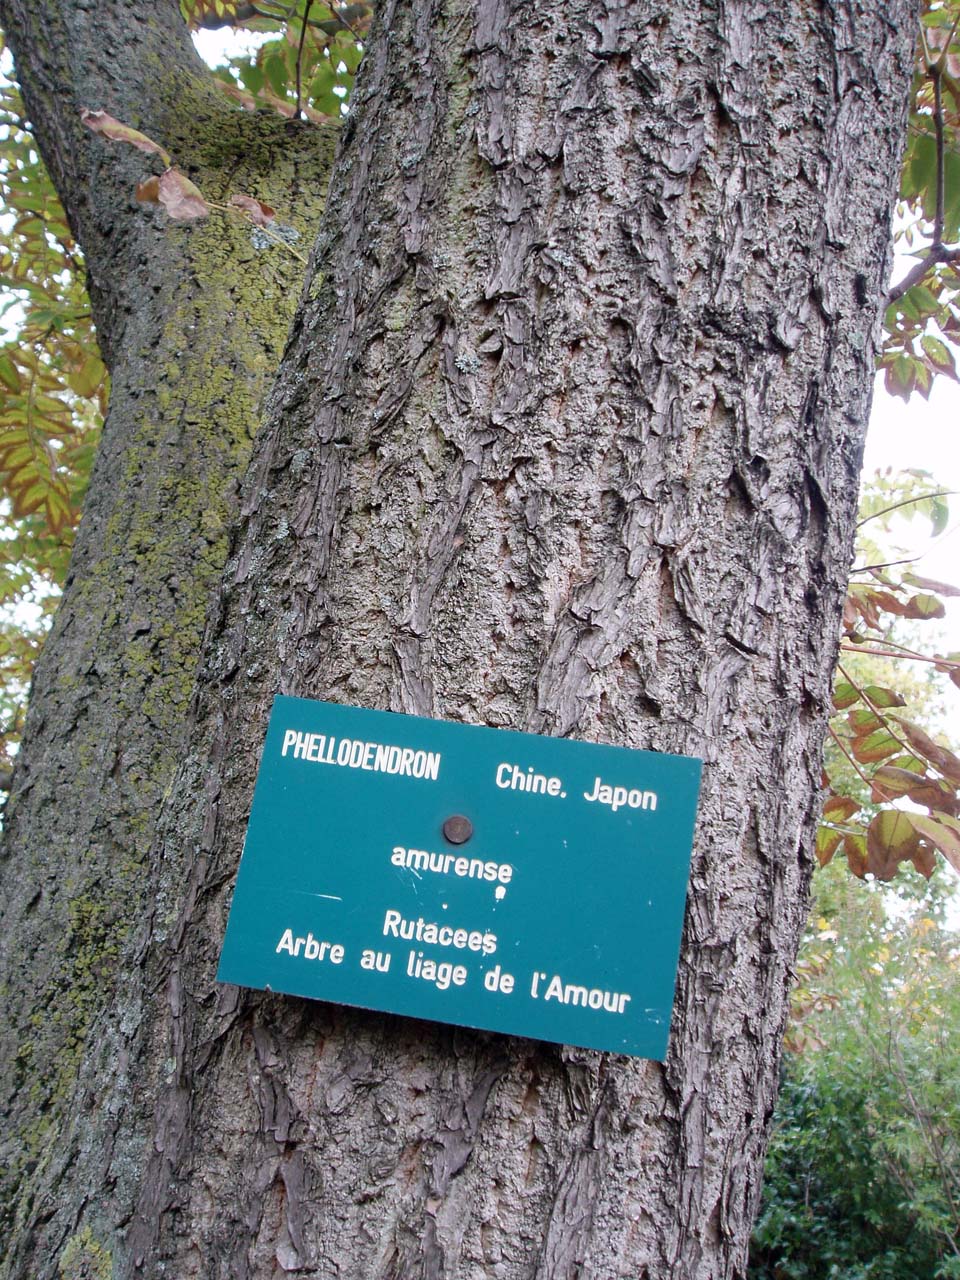 PHELLODENDRON Chine. Japon
amurense
Rutacees
Arbre au liage de l'Amour